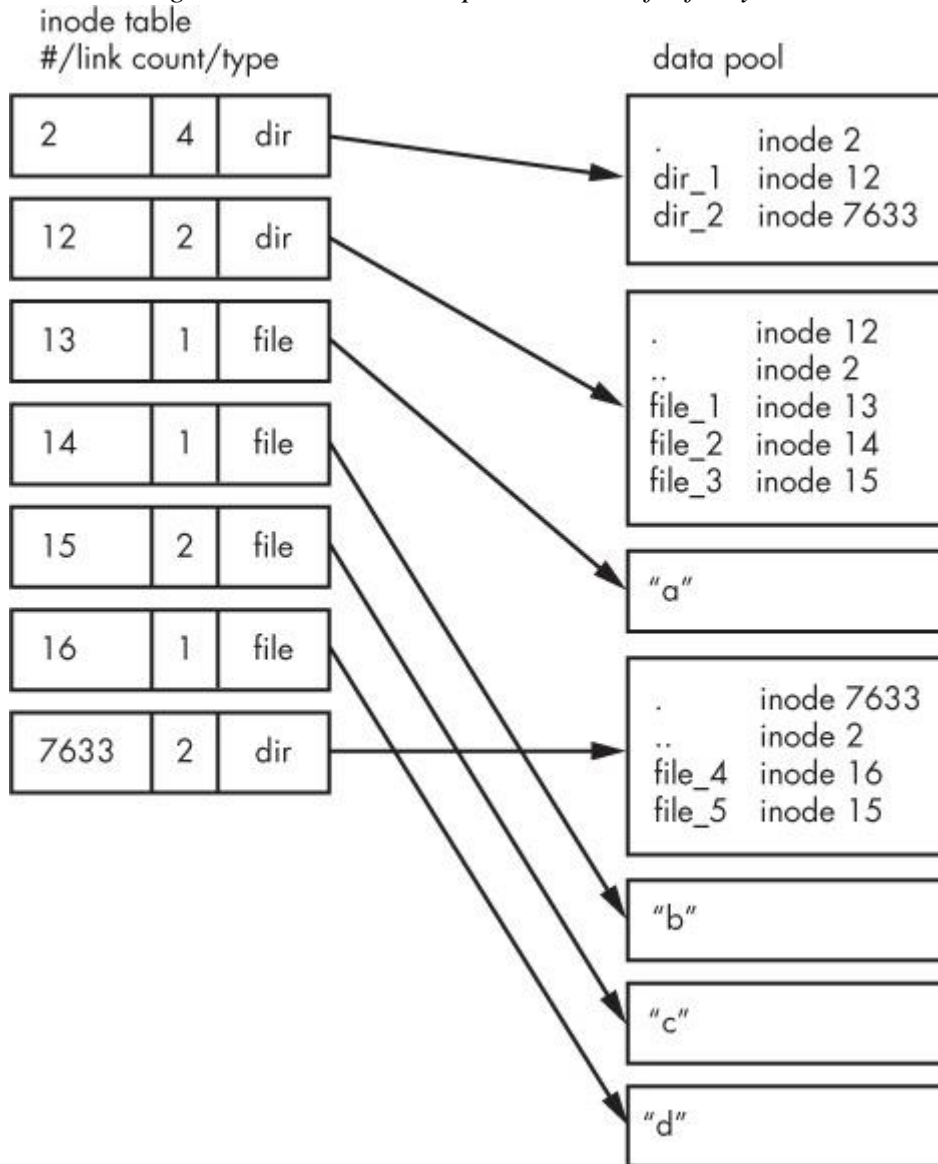 inode table
#/link count/type
2 4 dir
12 2 dir
13 1 file
14 1 file
15 2 file
16 1 file
7633 2 dir
data pool
. inode 2
dir_1 inode 12
dir_2 inode 7633
. inode 12
.. inode 2
file_1 inode 13
file_2 inode 14
file_3 inode 15
"a"
. inode 7633
.. inode 2
file_4 inode 16
file_5 inode 15
"b"
"c"
"d"